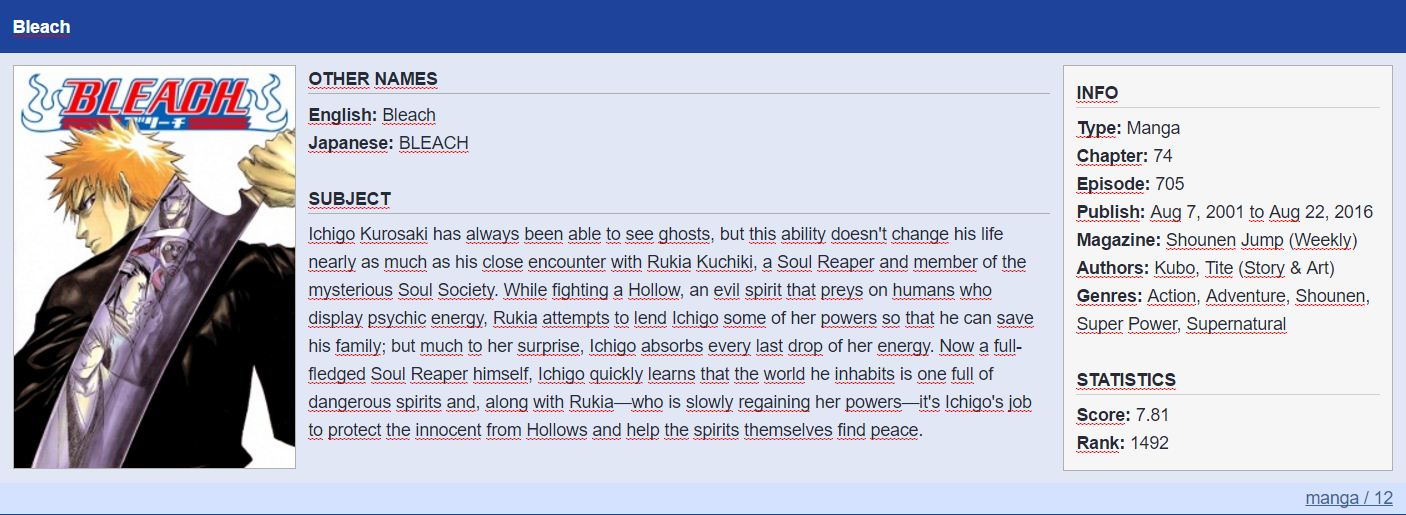 Bleach
BLEACH
ブリーチ
OTHER NAMES
English: Bleach
Japanese: BLEACH
SUBJECT
Ichigo Kurosaki has always been able to see ghosts, but this ability doesn't change his life
nearly as much as his close encounter with Rukia Kuchiki, a Soul Reaper and member of the
mysterious Soul Society. While fighting a Hollow, an evil spirit that preys on humans who
display psychic energy, Rukia attempts to lend Ichigo some of her powers so that he can save
his family; but much to her surprise, Ichigo absorbs every last drop of her energy. Now a full-
fledged Soul Reaper himself, Ichigo quickly learns that the world he inhabits is one full of
dangerous spirits and, along with Rukia—who is slowly regaining her powers—it's Ichigo's job
to protect the innocent from Hollows and help the spirits themselves find peace.
INFO
Type: Manga
Chapter: 74
Episode: 705
Publish: Aug 7, 2001 to Aug 22, 2016
Magazine: Shounen Jump (Weekly)
Authors: Kubo, Tite (Story & Art)
Genres: Action, Adventure, Shounen,
Super Power, Supernatural
STATISTICS
Score: 7.81
Rank: 1492
manga / 12